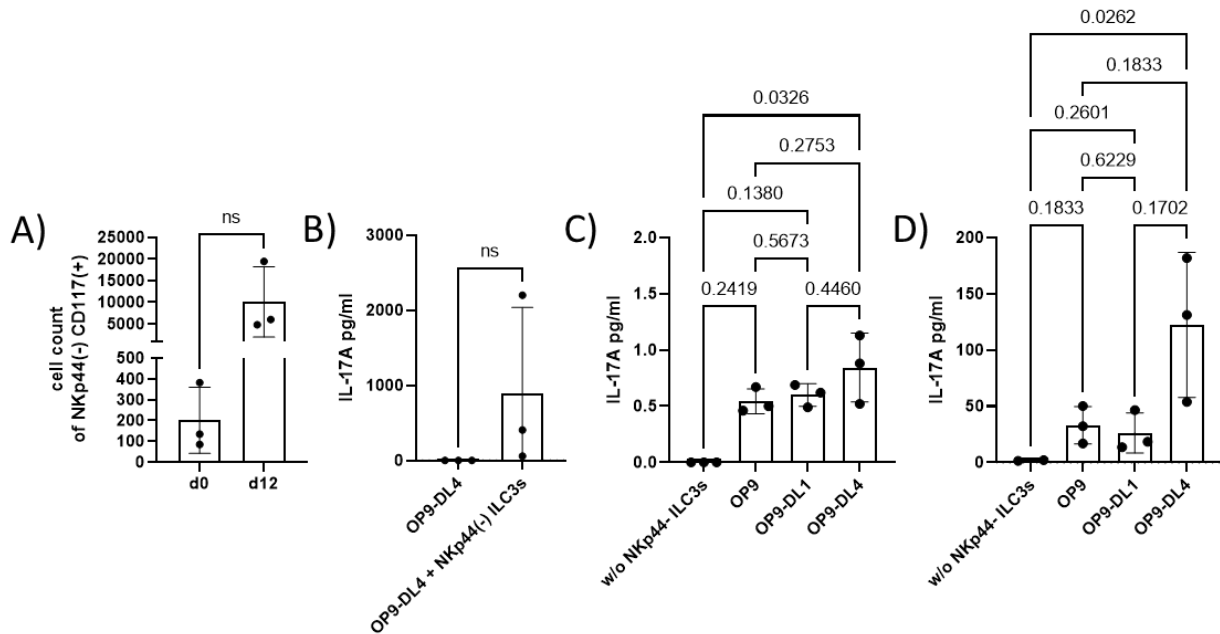 A)
ns
cell count
of NKp44(-) CD117(+)
25000
20000
15000
10000
5000
500
400
300
200
100
0
d0
d12
B)
ns
IL-17A pg/ml
3000
2000
1000
0
OP9-DL4
OP9-DL4 + NKp44(-) ILC3s
C)
0.0326
0.2753
0.1380
0.5673
0.2419
0.4460
IL-17A pg/ml
2.0
1.5
1.0
0.5
0.0
w/o NKp44- ILC3s
OP9
OP9-DL1
OP9-DL4
D)
0.0262
0.1833
0.2601
0.6229
0.1833
0.1702
IL-17A pg/ml
200
150
100
50
0
w/o NKp44- ILC3s
OP9
OP9-DL1
OP9-DL4